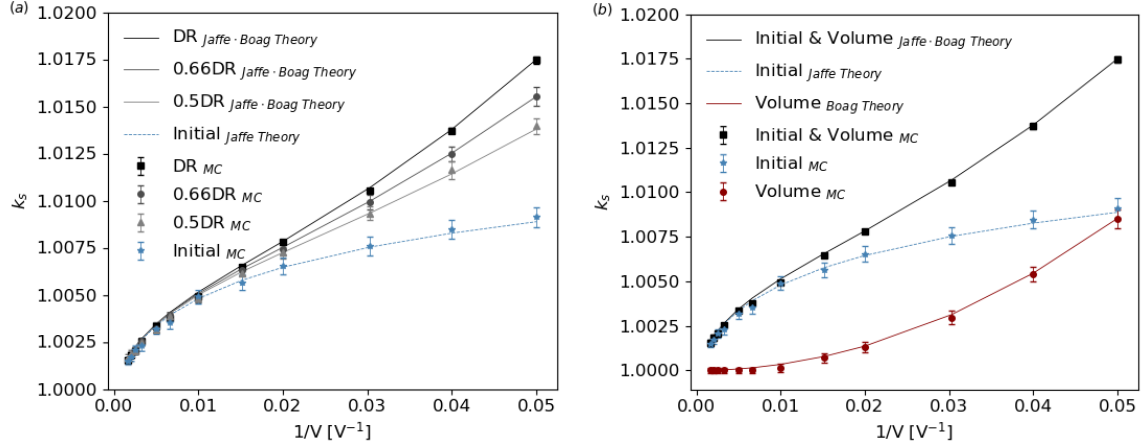 (a)
1.0200
1.0175
1.0150
1.0125
1.0100
1.0075
1.0050
1.0025
1.0000
k_s
DR Jaffe·Boag Theory
0.66DR Jaffe·Boag Theory
0.5DR Jaffe·Boag Theory
Initial Jaffe Theory
DR MC
0.66DR MC
0.5DR MC
Initial MC
0.00 0.01 0.02 0.03 0.04 0.05
1/V [V⁻¹]
(b)
1.0200
1.0175
1.0150
1.0125
1.0100
1.0075
1.0050
1.0025
1.0000
k_s
Initial & Volume Jaffe·Boag Theory
Initial Jaffe Theory
Volume Boag Theory
Initial & Volume MC
Initial MC
Volume MC
0.00 0.01 0.02 0.03 0.04 0.05
1/V [V⁻¹]